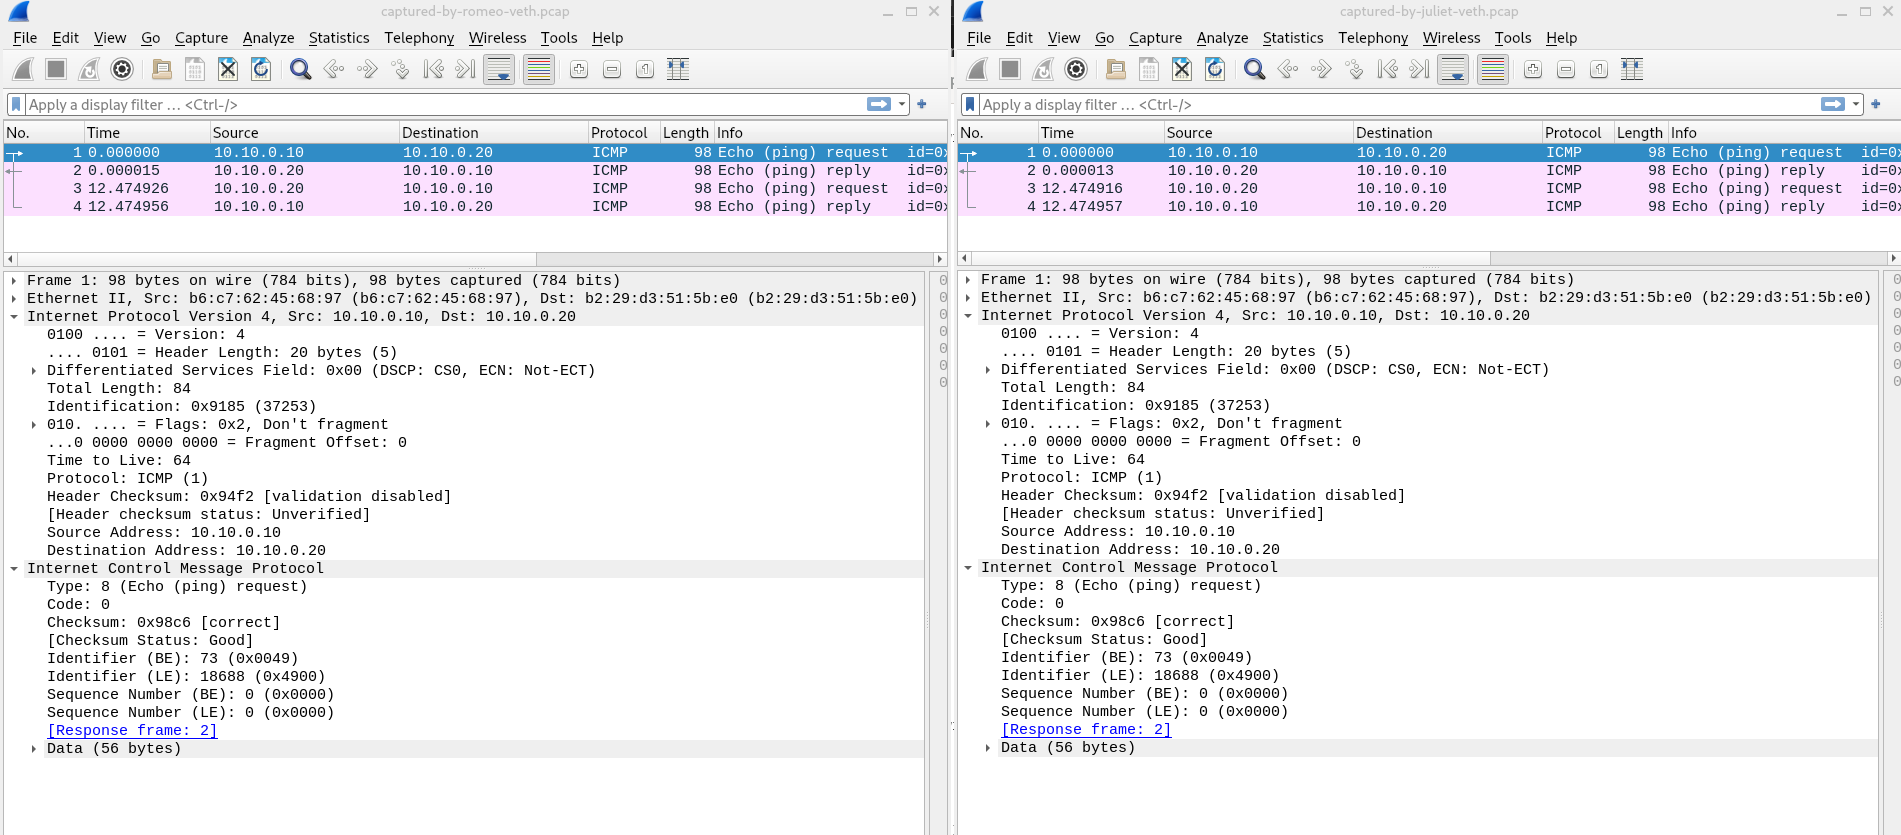 captured-by-romeo-veth.pcap
File Edit View Go Capture Analyze Statistics Telephony Wireless Tools Help
Apply a display filter … <Ctrl-/>
No. Time Source Destination Protocol Length Info
1 0.000000 10.10.0.10 10.10.0.20 ICMP 98 Echo (ping) request id=0x
2 0.000015 10.10.0.20 10.10.0.10 ICMP 98 Echo (ping) reply id=0x
3 12.474926 10.10.0.20 10.10.0.10 ICMP 98 Echo (ping) request id=0x
4 12.474956 10.10.0.10 10.10.0.20 ICMP 98 Echo (ping) reply id=0x
Frame 1: 98 bytes on wire (784 bits), 98 bytes captured (784 bits)
Ethernet II, Src: b6:c7:62:45:68:97 (b6:c7:62:45:68:97), Dst: b2:29:d3:51:5b:e0 (b2:29:d3:51:5b:e0)
Internet Protocol Version 4, Src: 10.10.0.10, Dst: 10.10.0.20
0100 .... = Version: 4
.... 0101 = Header Length: 20 bytes (5)
Differentiated Services Field: 0x00 (DSCP: CS0, ECN: Not-ECT)
Total Length: 84
Identification: 0x9185 (37253)
010. .... = Flags: 0x2, Don't fragment
...0 0000 0000 0000 = Fragment Offset: 0
Time to Live: 64
Protocol: ICMP (1)
Header Checksum: 0x94f2 [validation disabled]
[Header checksum status: Unverified]
Source Address: 10.10.0.10
Destination Address: 10.10.0.20
Internet Control Message Protocol
Type: 8 (Echo (ping) request)
Code: 0
Checksum: 0x98c6 [correct]
[Checksum Status: Good]
Identifier (BE): 73 (0x0049)
Identifier (LE): 18688 (0x4900)
Sequence Number (BE): 0 (0x0000)
Sequence Number (LE): 0 (0x0000)
[Response frame: 2]
Data (56 bytes)
0
0
0
0
0
0
0
captured-by-juliet-veth.pcap
File Edit View Go Capture Analyze Statistics Telephony Wireless Tools Help
Apply a display filter … <Ctrl-/>
No. Time Source Destination Protocol Length Info
1 0.000000 10.10.0.10 10.10.0.20 ICMP 98 Echo (ping) request id=0x
2 0.000013 10.10.0.20 10.10.0.10 ICMP 98 Echo (ping) reply id=0x
3 12.474916 10.10.0.20 10.10.0.10 ICMP 98 Echo (ping) request id=0x
4 12.474957 10.10.0.10 10.10.0.20 ICMP 98 Echo (ping) reply id=0x
Frame 1: 98 bytes on wire (784 bits), 98 bytes captured (784 bits)
Ethernet II, Src: b6:c7:62:45:68:97 (b6:c7:62:45:68:97), Dst: b2:29:d3:51:5b:e0 (b2:29:d3:51:5b:e0)
Internet Protocol Version 4, Src: 10.10.0.10, Dst: 10.10.0.20
0100 .... = Version: 4
.... 0101 = Header Length: 20 bytes (5)
Differentiated Services Field: 0x00 (DSCP: CS0, ECN: Not-ECT)
Total Length: 84
Identification: 0x9185 (37253)
010. .... = Flags: 0x2, Don't fragment
...0 0000 0000 0000 = Fragment Offset: 0
Time to Live: 64
Protocol: ICMP (1)
Header Checksum: 0x94f2 [validation disabled]
[Header checksum status: Unverified]
Source Address: 10.10.0.10
Destination Address: 10.10.0.20
Internet Control Message Protocol
Type: 8 (Echo (ping) request)
Code: 0
Checksum: 0x98c6 [correct]
[Checksum Status: Good]
Identifier (BE): 73 (0x0049)
Identifier (LE): 18688 (0x4900)
Sequence Number (BE): 0 (0x0000)
Sequence Number (LE): 0 (0x0000)
[Response frame: 2]
Data (56 bytes)
0
0
0
0
0
0
0